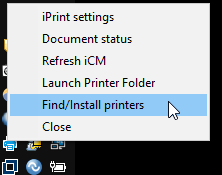 iPrint settings
Document status
Refresh iCM
Launch Printer Folder
Find/Install printers
Close